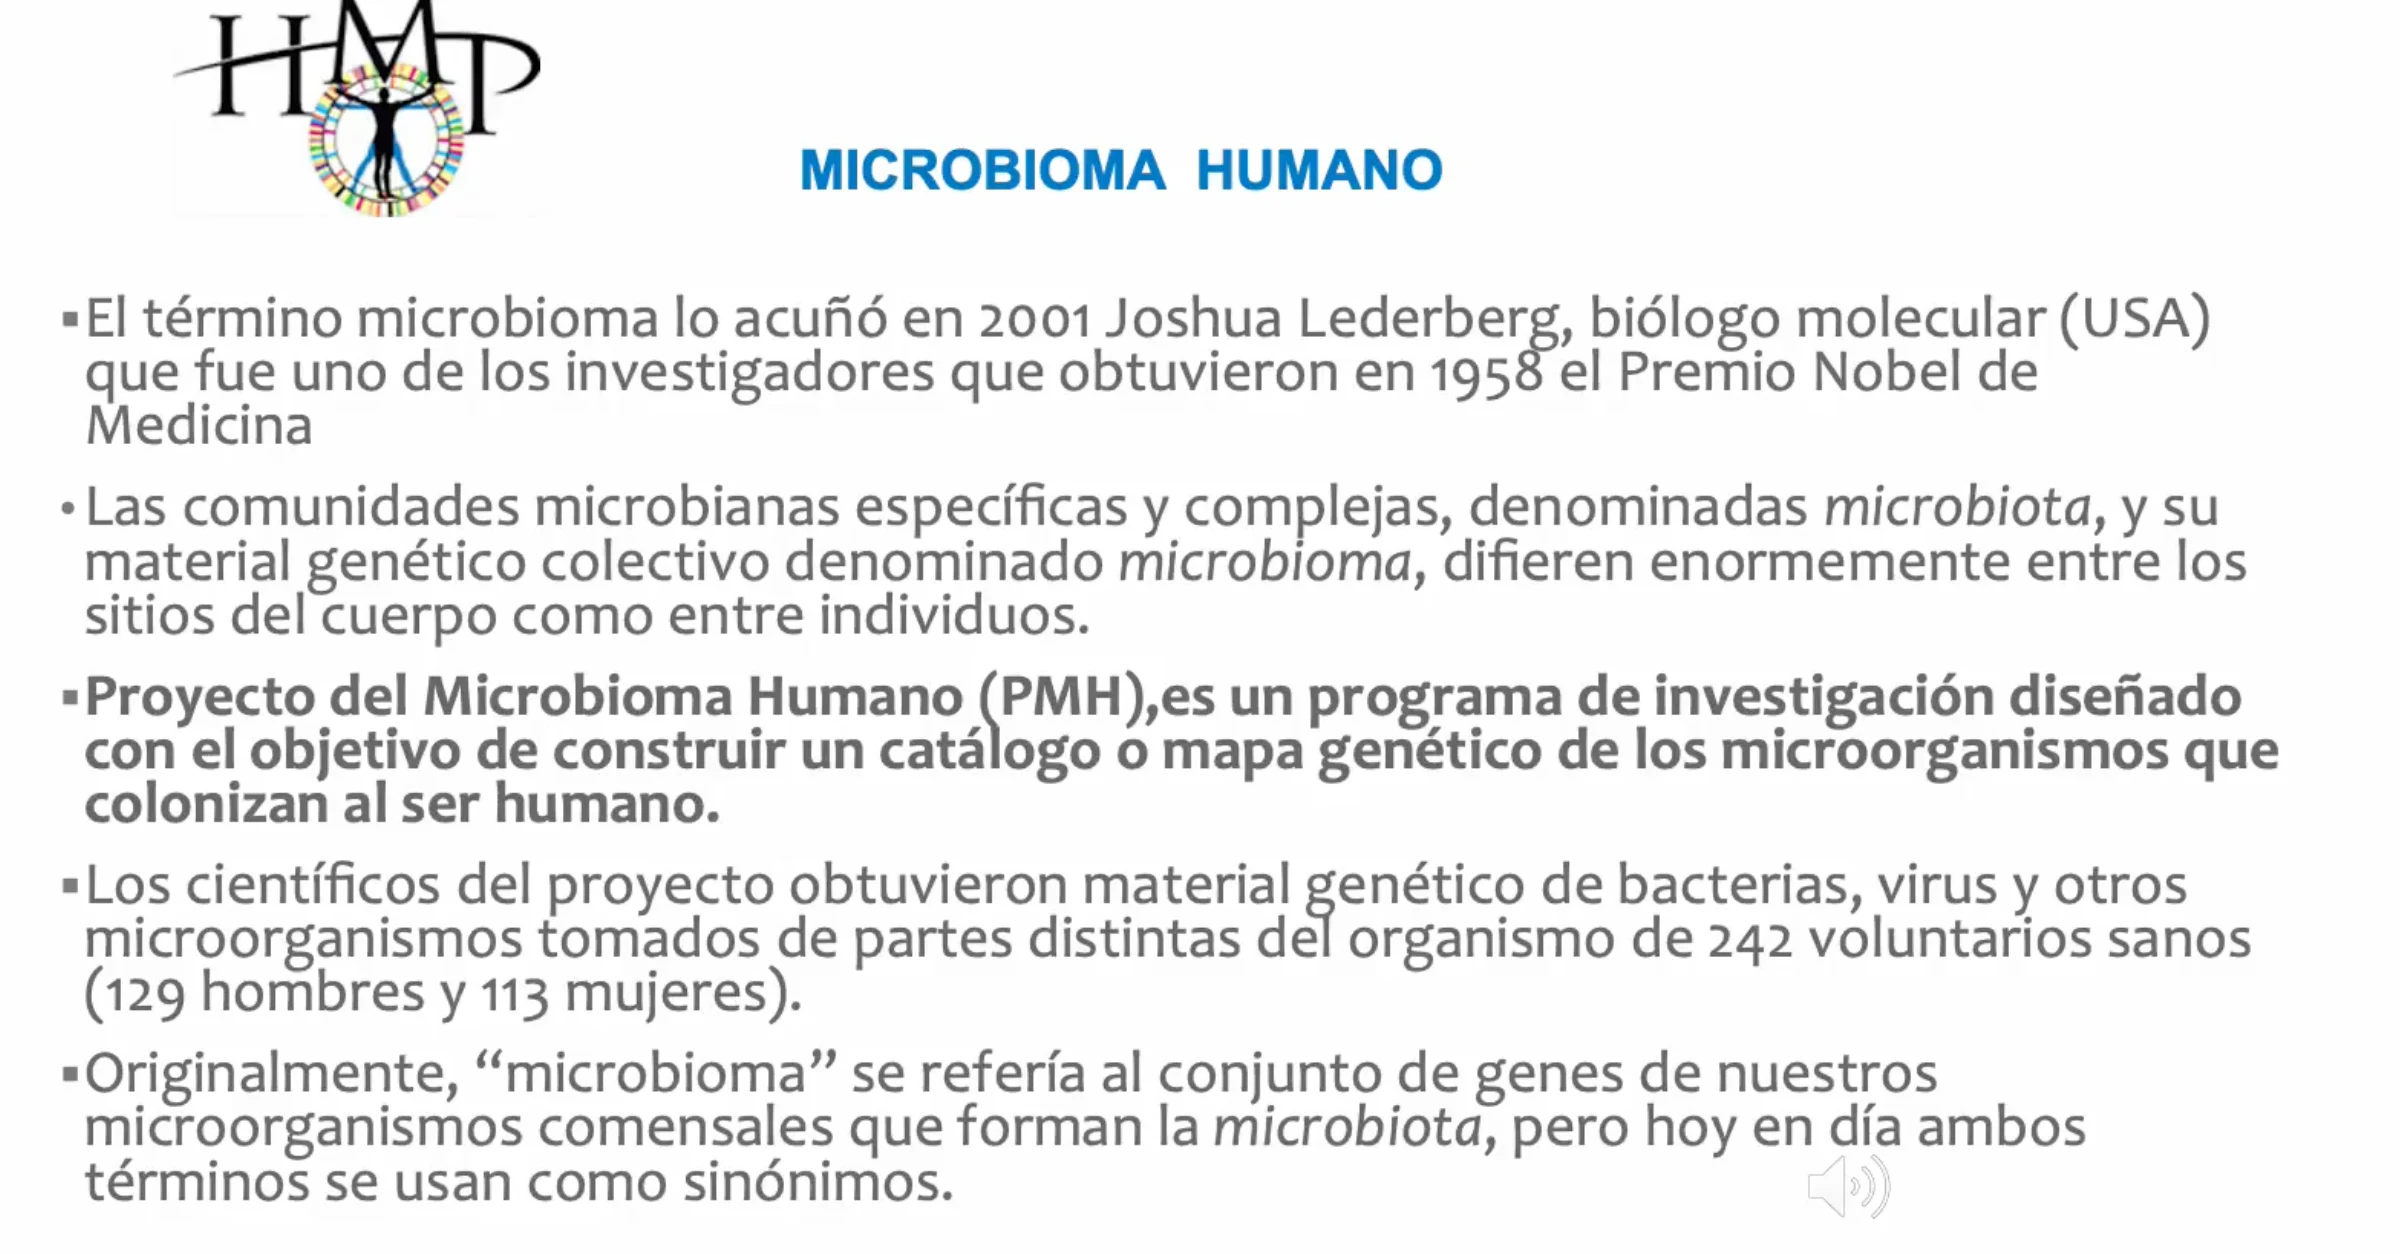 HMP
MICROBIOMA HUMANO
▪El término microbioma lo acuñó en 2001 Joshua Lederberg, biólogo molecular (USA)
que fue uno de los investigadores que obtuvieron en 1958 el Premio Nobel de
Medicina
• Las comunidades microbianas específicas y complejas, denominadas microbiota, y su
material genético colectivo denominado microbioma, difieren enormemente entre los
sitios del cuerpo como entre individuos.
▪Proyecto del Microbioma Humano (PMH),es un programa de investigación diseñado
con el objetivo de construir un catálogo o mapa genético de los microorganismos que
colonizan al ser humano.
▪Los científicos del proyecto obtuvieron material genético de bacterias, virus y otros
microorganismos tomados de partes distintas del organismo de 242 voluntarios sanos
(129 hombres y 113 mujeres).
▪Originalmente, “microbioma” se refería al conjunto de genes de nuestros
microorganismos comensales que forman la microbiota, pero hoy en día ambos
términos se usan como sinónimos.